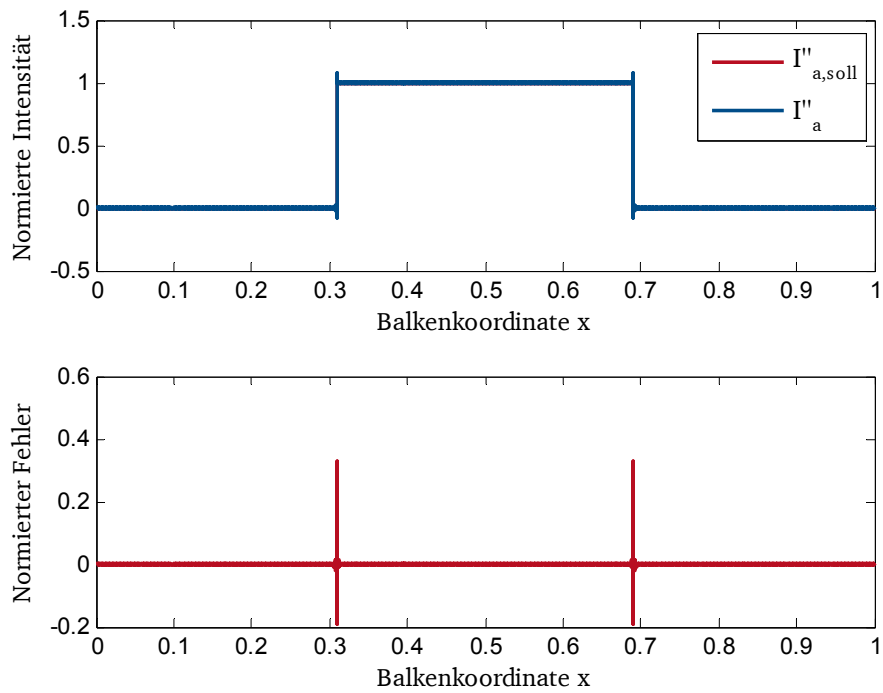 Normierte Intensität
1.5
1
0.5
0
-0.5
I''a,soll
I''a
0 0.1 0.2 0.3 0.4 0.5 0.6 0.7 0.8 0.9 1
Balkenkoordinate x
Normierter Fehler
0.6
0.4
0.2
0
-0.2
0 0.1 0.2 0.3 0.4 0.5 0.6 0.7 0.8 0.9 1
Balkenkoordinate x